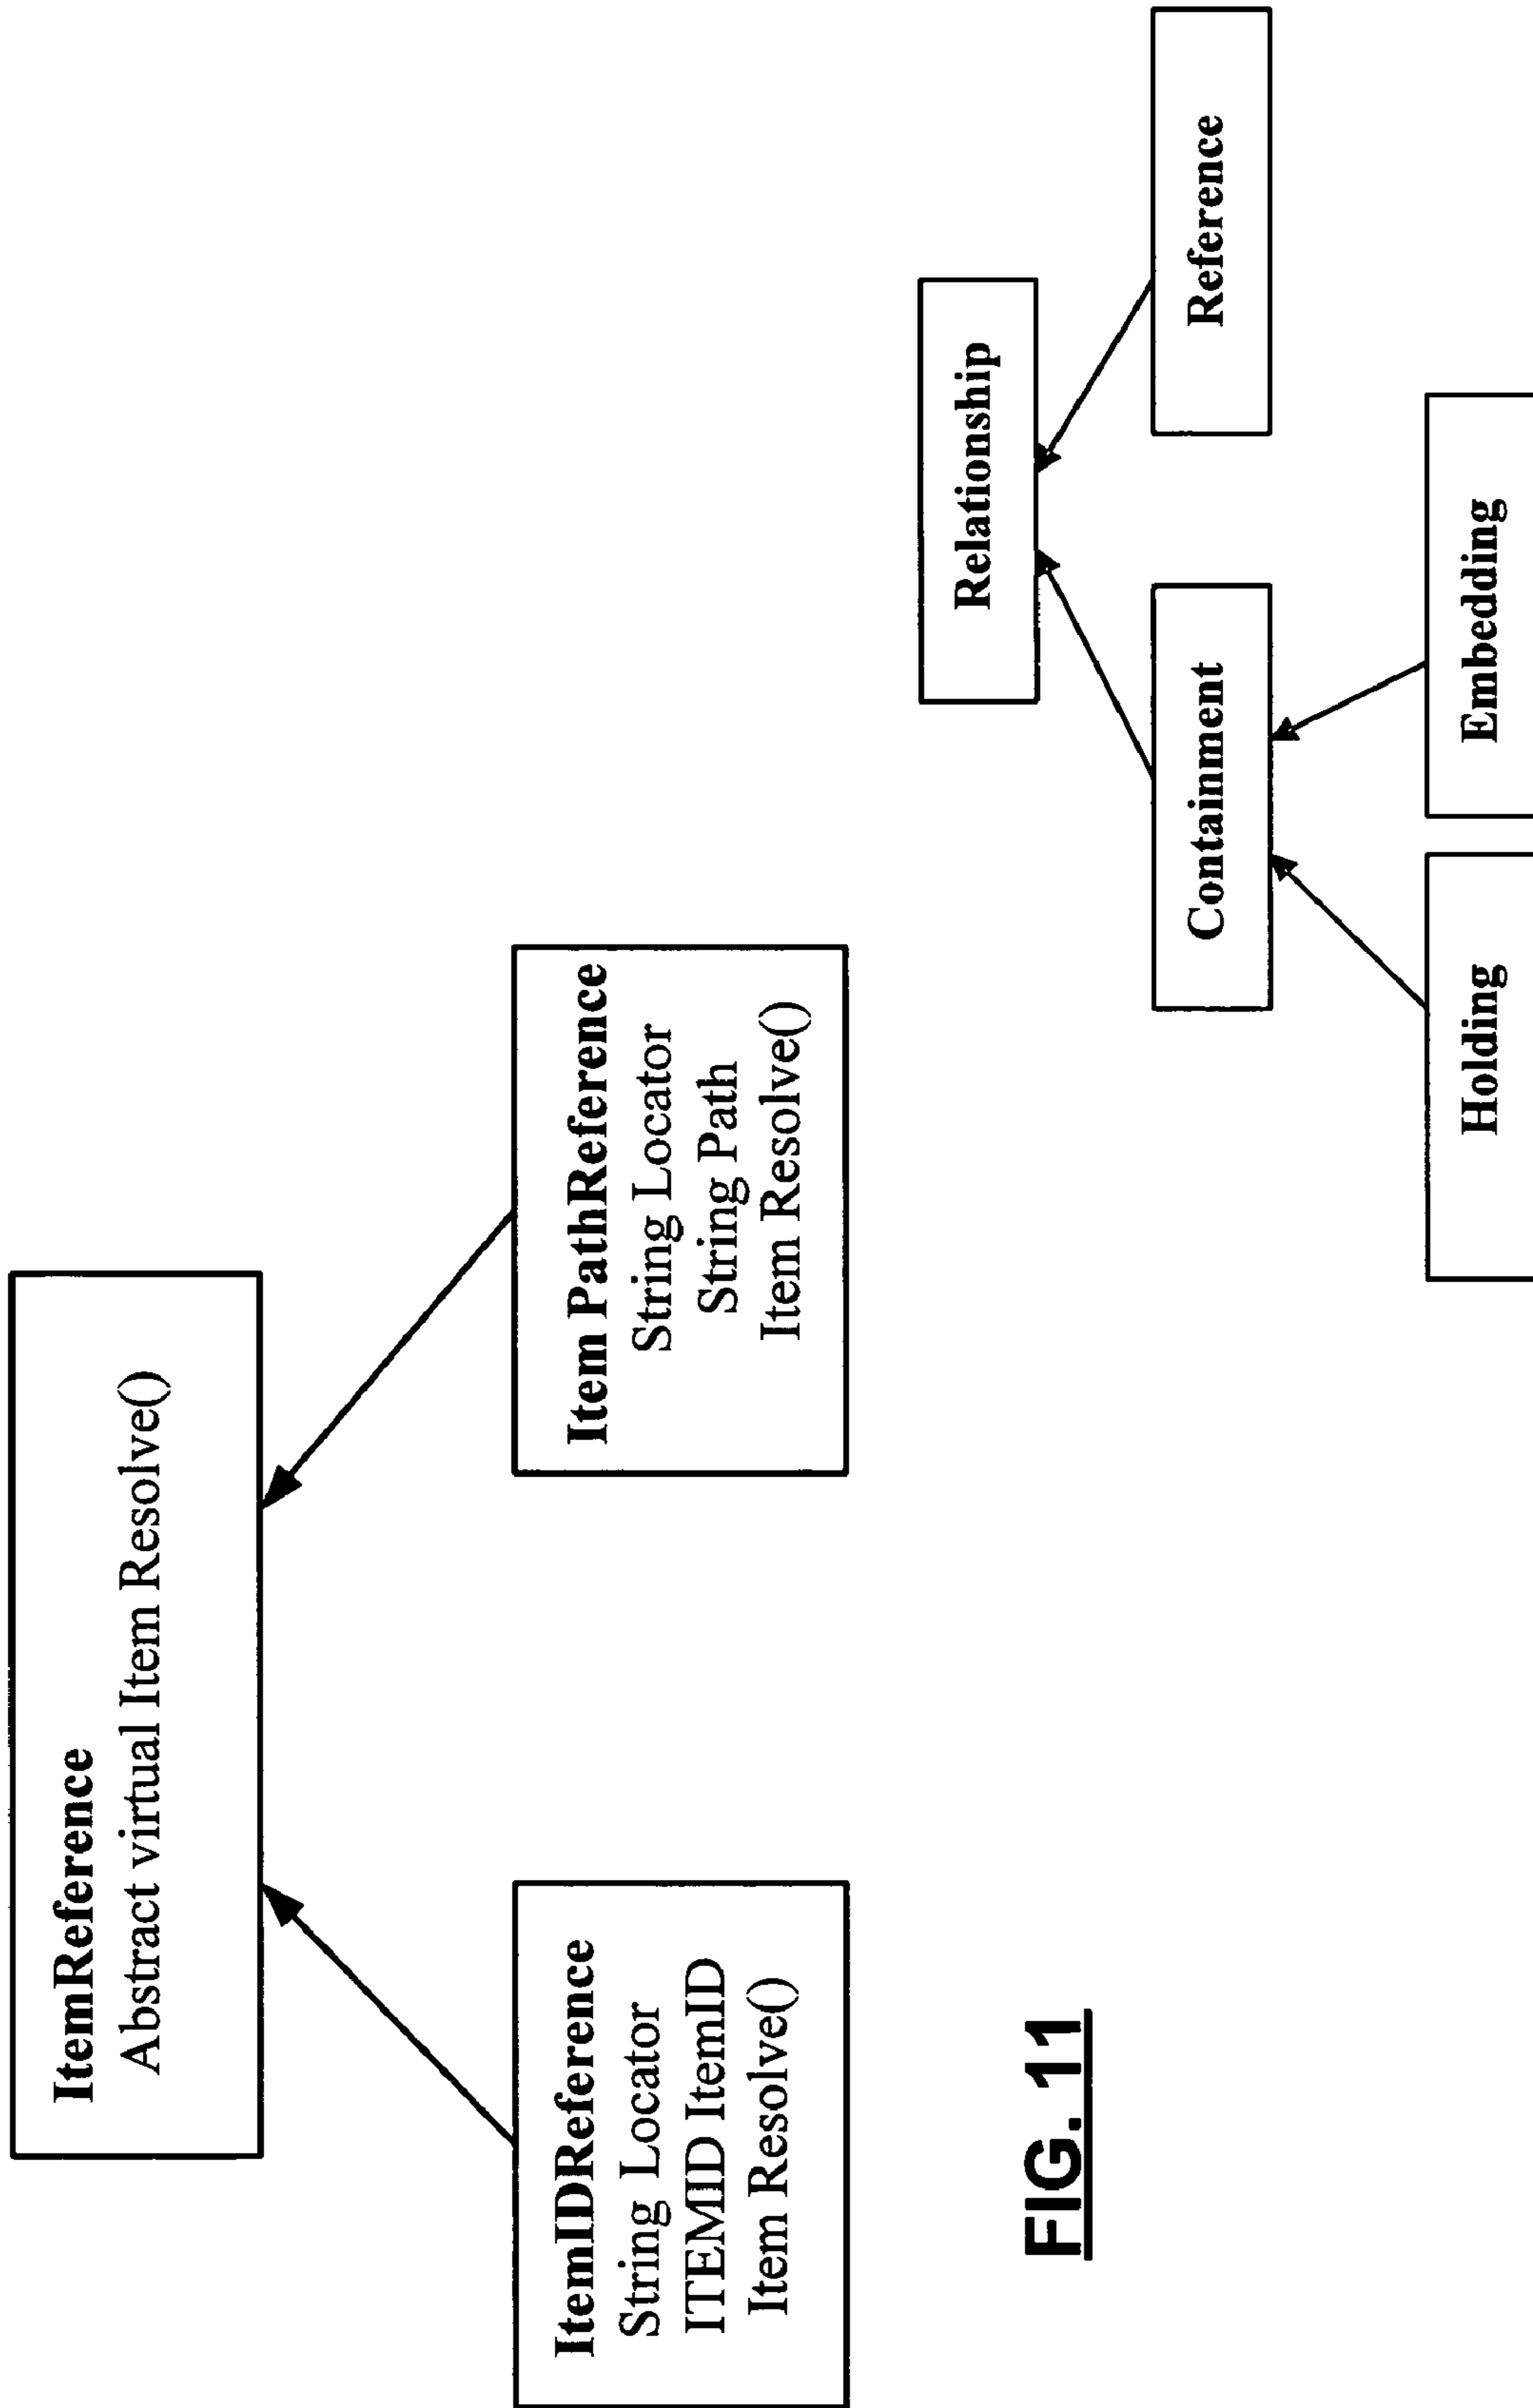 ItemReference
Abstract virtual Item Resolve()
ItemIDReference
String Locator
ITEMID ItemID
Item Resolve()
Item PathReference
String Locator
String Path
Item Resolve()
FIG. 11
Relationship
Containment
Reference
Holding
Embedding